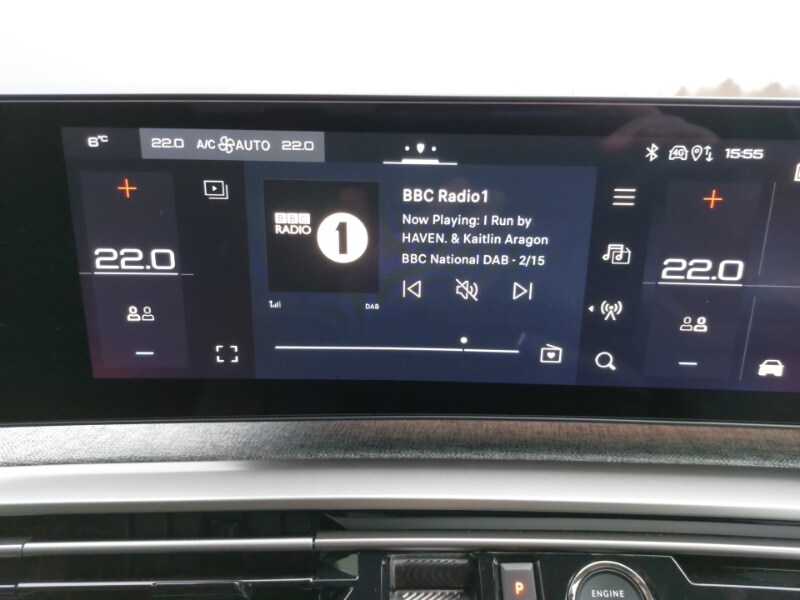 6°C
22.0 A/C AUTO 22.0
4G
15:55
22.0
BBC
RADIO
1
BBC Radio1
Now Playing: I Run by
HAVEN. & Kaitlin Aragon
BBC National DAB · 2/15
DAB
22.0
P
ENGINE